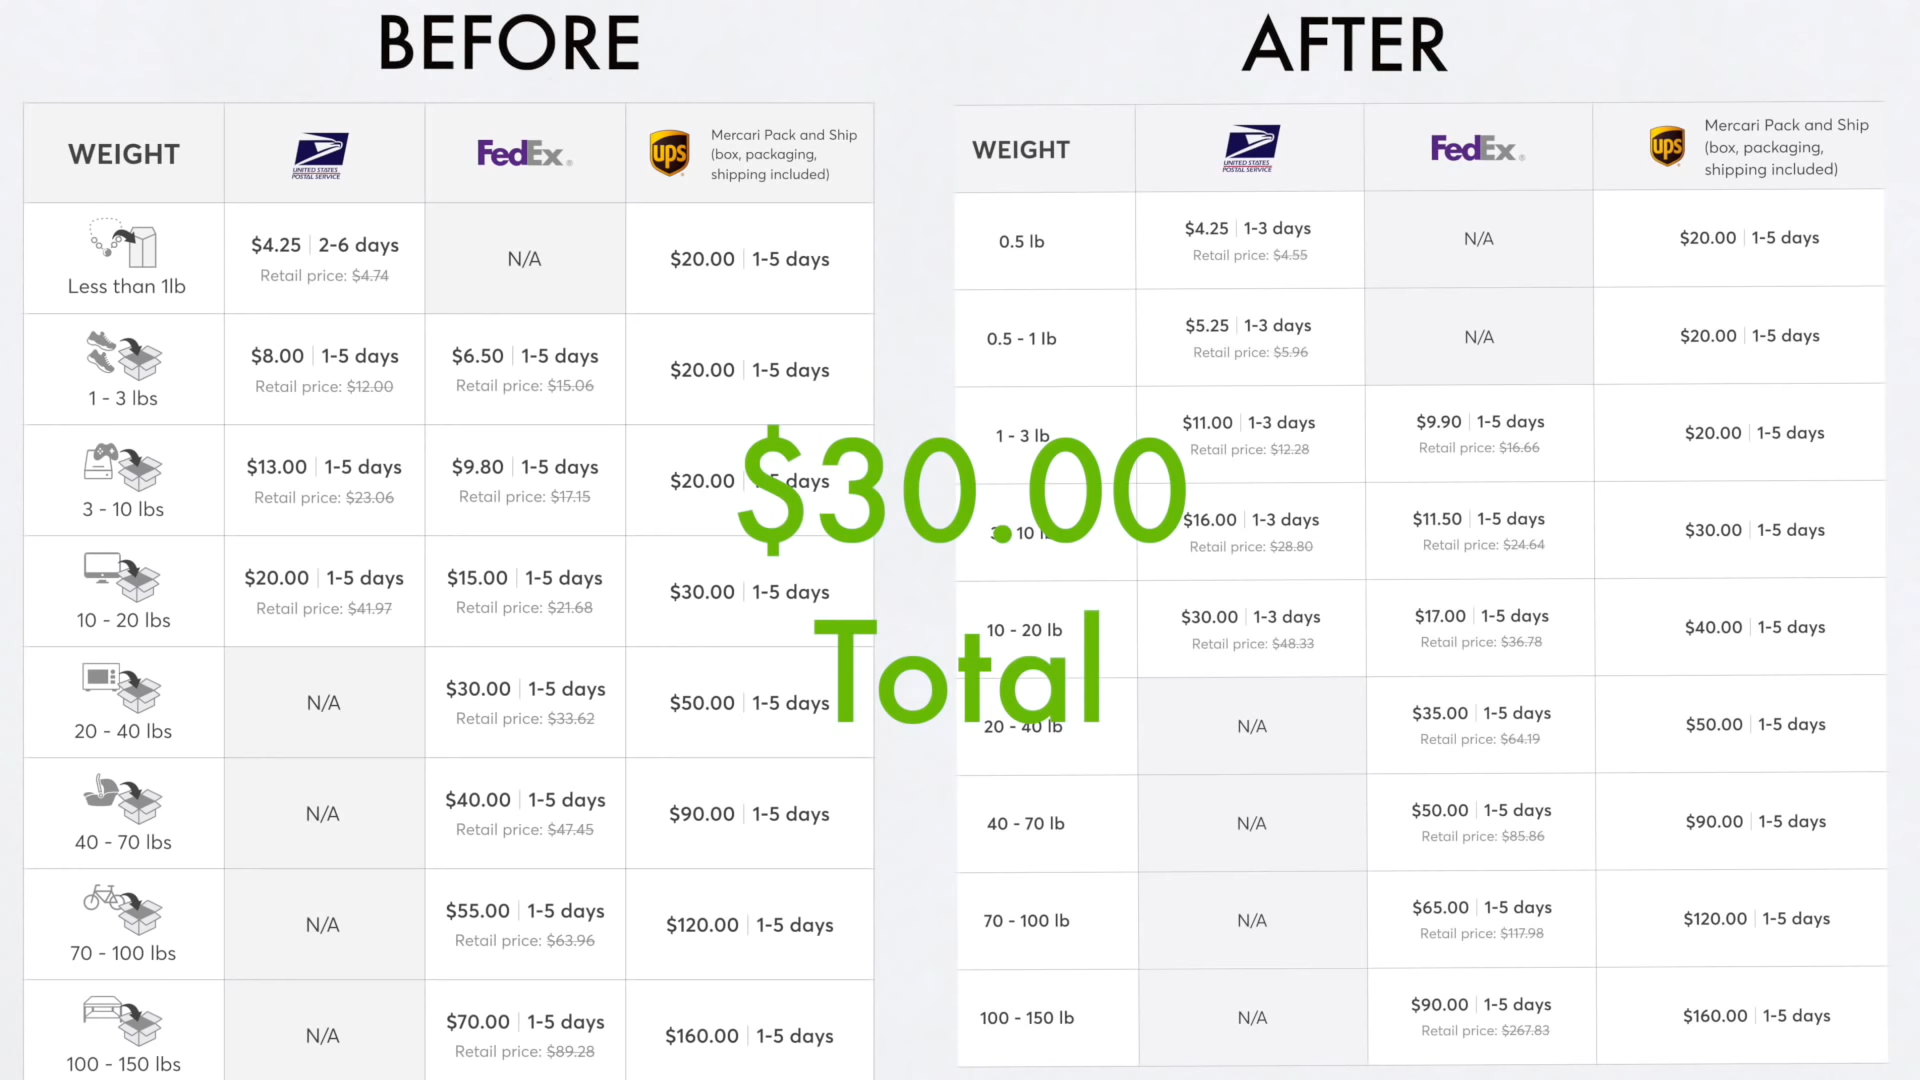 BEFORE
WEIGHT
UNITED STATES
POSTAL SERVICE
FedEx®
ups
Mercari Pack and Ship
(box, packaging,
shipping included)
Less than 1lb
$4.25 | 2-6 days
Retail price: $4.74
N/A
$20.00 | 1-5 days
1 - 3 lbs
$8.00 | 1-5 days
Retail price: $12.00
$6.50 | 1-5 days
Retail price: $15.06
$20.00 | 1-5 days
3 - 10 lbs
$13.00 | 1-5 days
Retail price: $23.06
$9.80 | 1-5 days
Retail price: $17.15
$20.00 | days
10 - 20 lbs
$20.00 | 1-5 days
Retail price: $41.97
$15.00 | 1-5 days
Retail price: $21.68
$30.00 | 1-5 days
20 - 40 lbs
N/A
$30.00 | 1-5 days
Retail price: $33.62
$50.00 | 1-5 days
40 - 70 lbs
N/A
$40.00 | 1-5 days
Retail price: $47.45
$90.00 | 1-5 days
70 - 100 lbs
N/A
$55.00 | 1-5 days
Retail price: $63.96
$120.00 | 1-5 days
100 - 150 lbs
N/A
$70.00 | 1-5 days
Retail price: $89.28
$160.00 | 1-5 days
$30.00
Total
AFTER
WEIGHT
UNITED STATES
POSTAL SERVICE
FedEx®
ups
Mercari Pack and Ship
(box, packaging,
shipping included)
0.5 lb
$4.25 | 1-3 days
Retail price: $4.55
N/A
$20.00 | 1-5 days
0.5 - 1 lb
$5.25 | 1-3 days
Retail price: $5.96
N/A
$20.00 | 1-5 days
1 - 3 lb
$11.00 | 1-3 days
Retail price: $12.28
$9.90 | 1-5 days
Retail price: $16.66
$20.00 | 1-5 days
10
$16.00 | 1-3 days
Retail price: $28.80
$11.50 | 1-5 days
Retail price: $24.64
$30.00 | 1-5 days
10 - 20 lb
$30.00 | 1-3 days
Retail price: $48.33
$17.00 | 1-5 days
Retail price: $36.78
$40.00 | 1-5 days
20 - 40 lb
N/A
$35.00 | 1-5 days
Retail price: $64.19
$50.00 | 1-5 days
40 - 70 lb
N/A
$50.00 | 1-5 days
Retail price: $85.86
$90.00 | 1-5 days
70 - 100 lb
N/A
$65.00 | 1-5 days
Retail price: $117.98
$120.00 | 1-5 days
100 - 150 lb
N/A
$90.00 | 1-5 days
Retail price: $267.83
$160.00 | 1-5 days